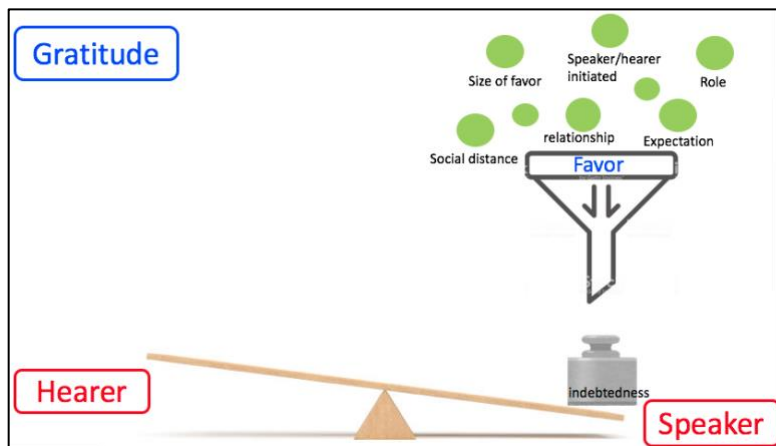 Gratitude
Speaker/hearer
initiated
Size of favor
Role
relationship
Expectation
Social distance
Favor
indebtedness
Hearer
Speaker